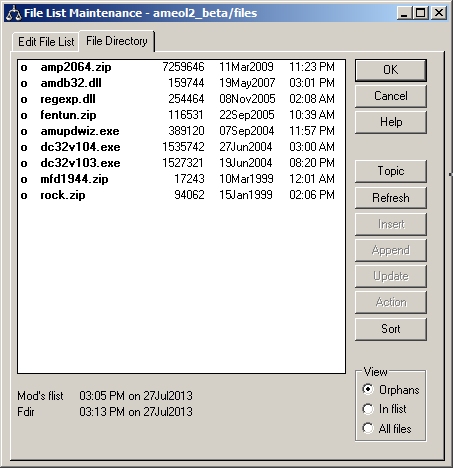 File List Maintenance - ameol2_beta/files
Edit File List
File Directory
o amp2064.zip 7259646 11Mar2009 11:23 PM
o amdb32.dll 159744 19May2007 03:01 PM
o regexp.dll 254464 08Nov2005 02:08 AM
o fentun.zip 116531 22Sep2005 10:39 AM
o amupdwiz.exe 389120 07Sep2004 11:57 PM
o dc32v104.exe 1535742 27Jun2004 03:00 AM
o dc32v103.exe 1527321 19Jun2004 08:20 PM
o mfd1944.zip 17243 10Mar1999 12:01 AM
o rock.zip 94062 15Jan1999 02:06 PM
OK
Cancel
Help
Topic
Refresh
Insert
Append
Update
Action
Sort
View
Orphans
In flist
All files
Mod's flist 03:05 PM on 27Jul2013
Fdir 03:13 PM on 27Jul2013